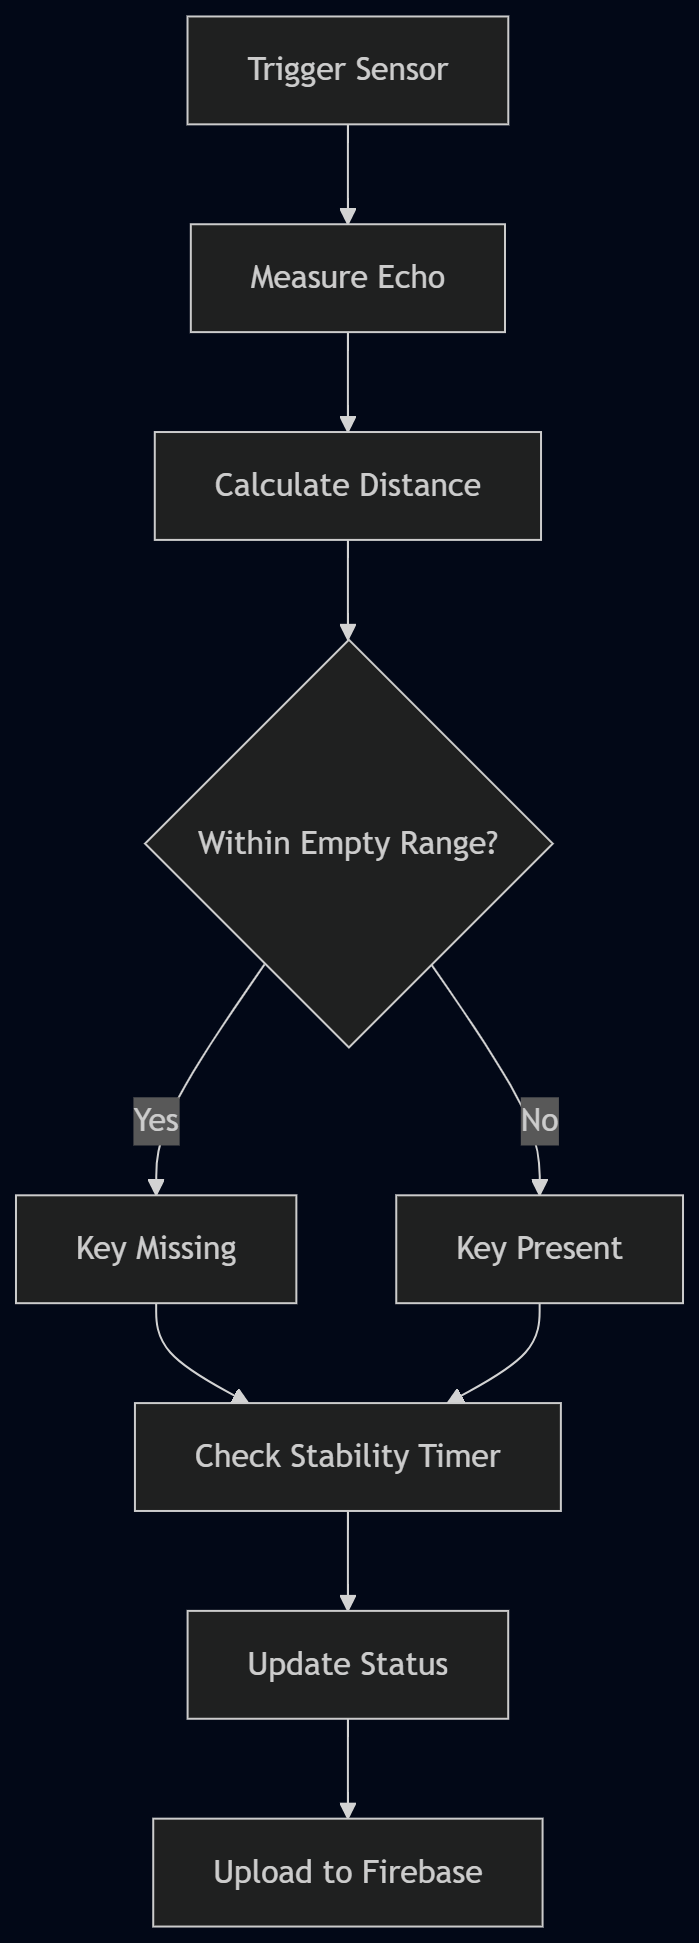 Trigger Sensor
Measure Echo
Calculate Distance
Within Empty Range?
Yes
No
Key Missing
Key Present
Check Stability Timer
Update Status
Upload to Firebase